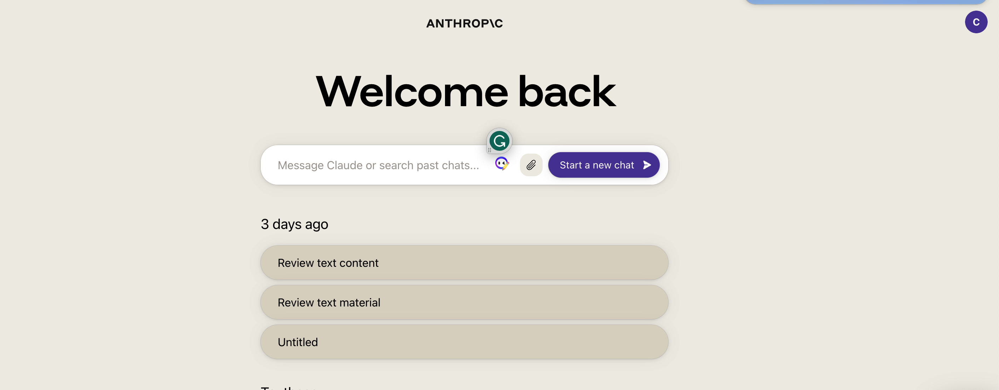 ANTHROP\C
C
Welcome back
Message Claude or search past chats...
Start a new chat
3 days ago
Review text content
Review text material
Untitled